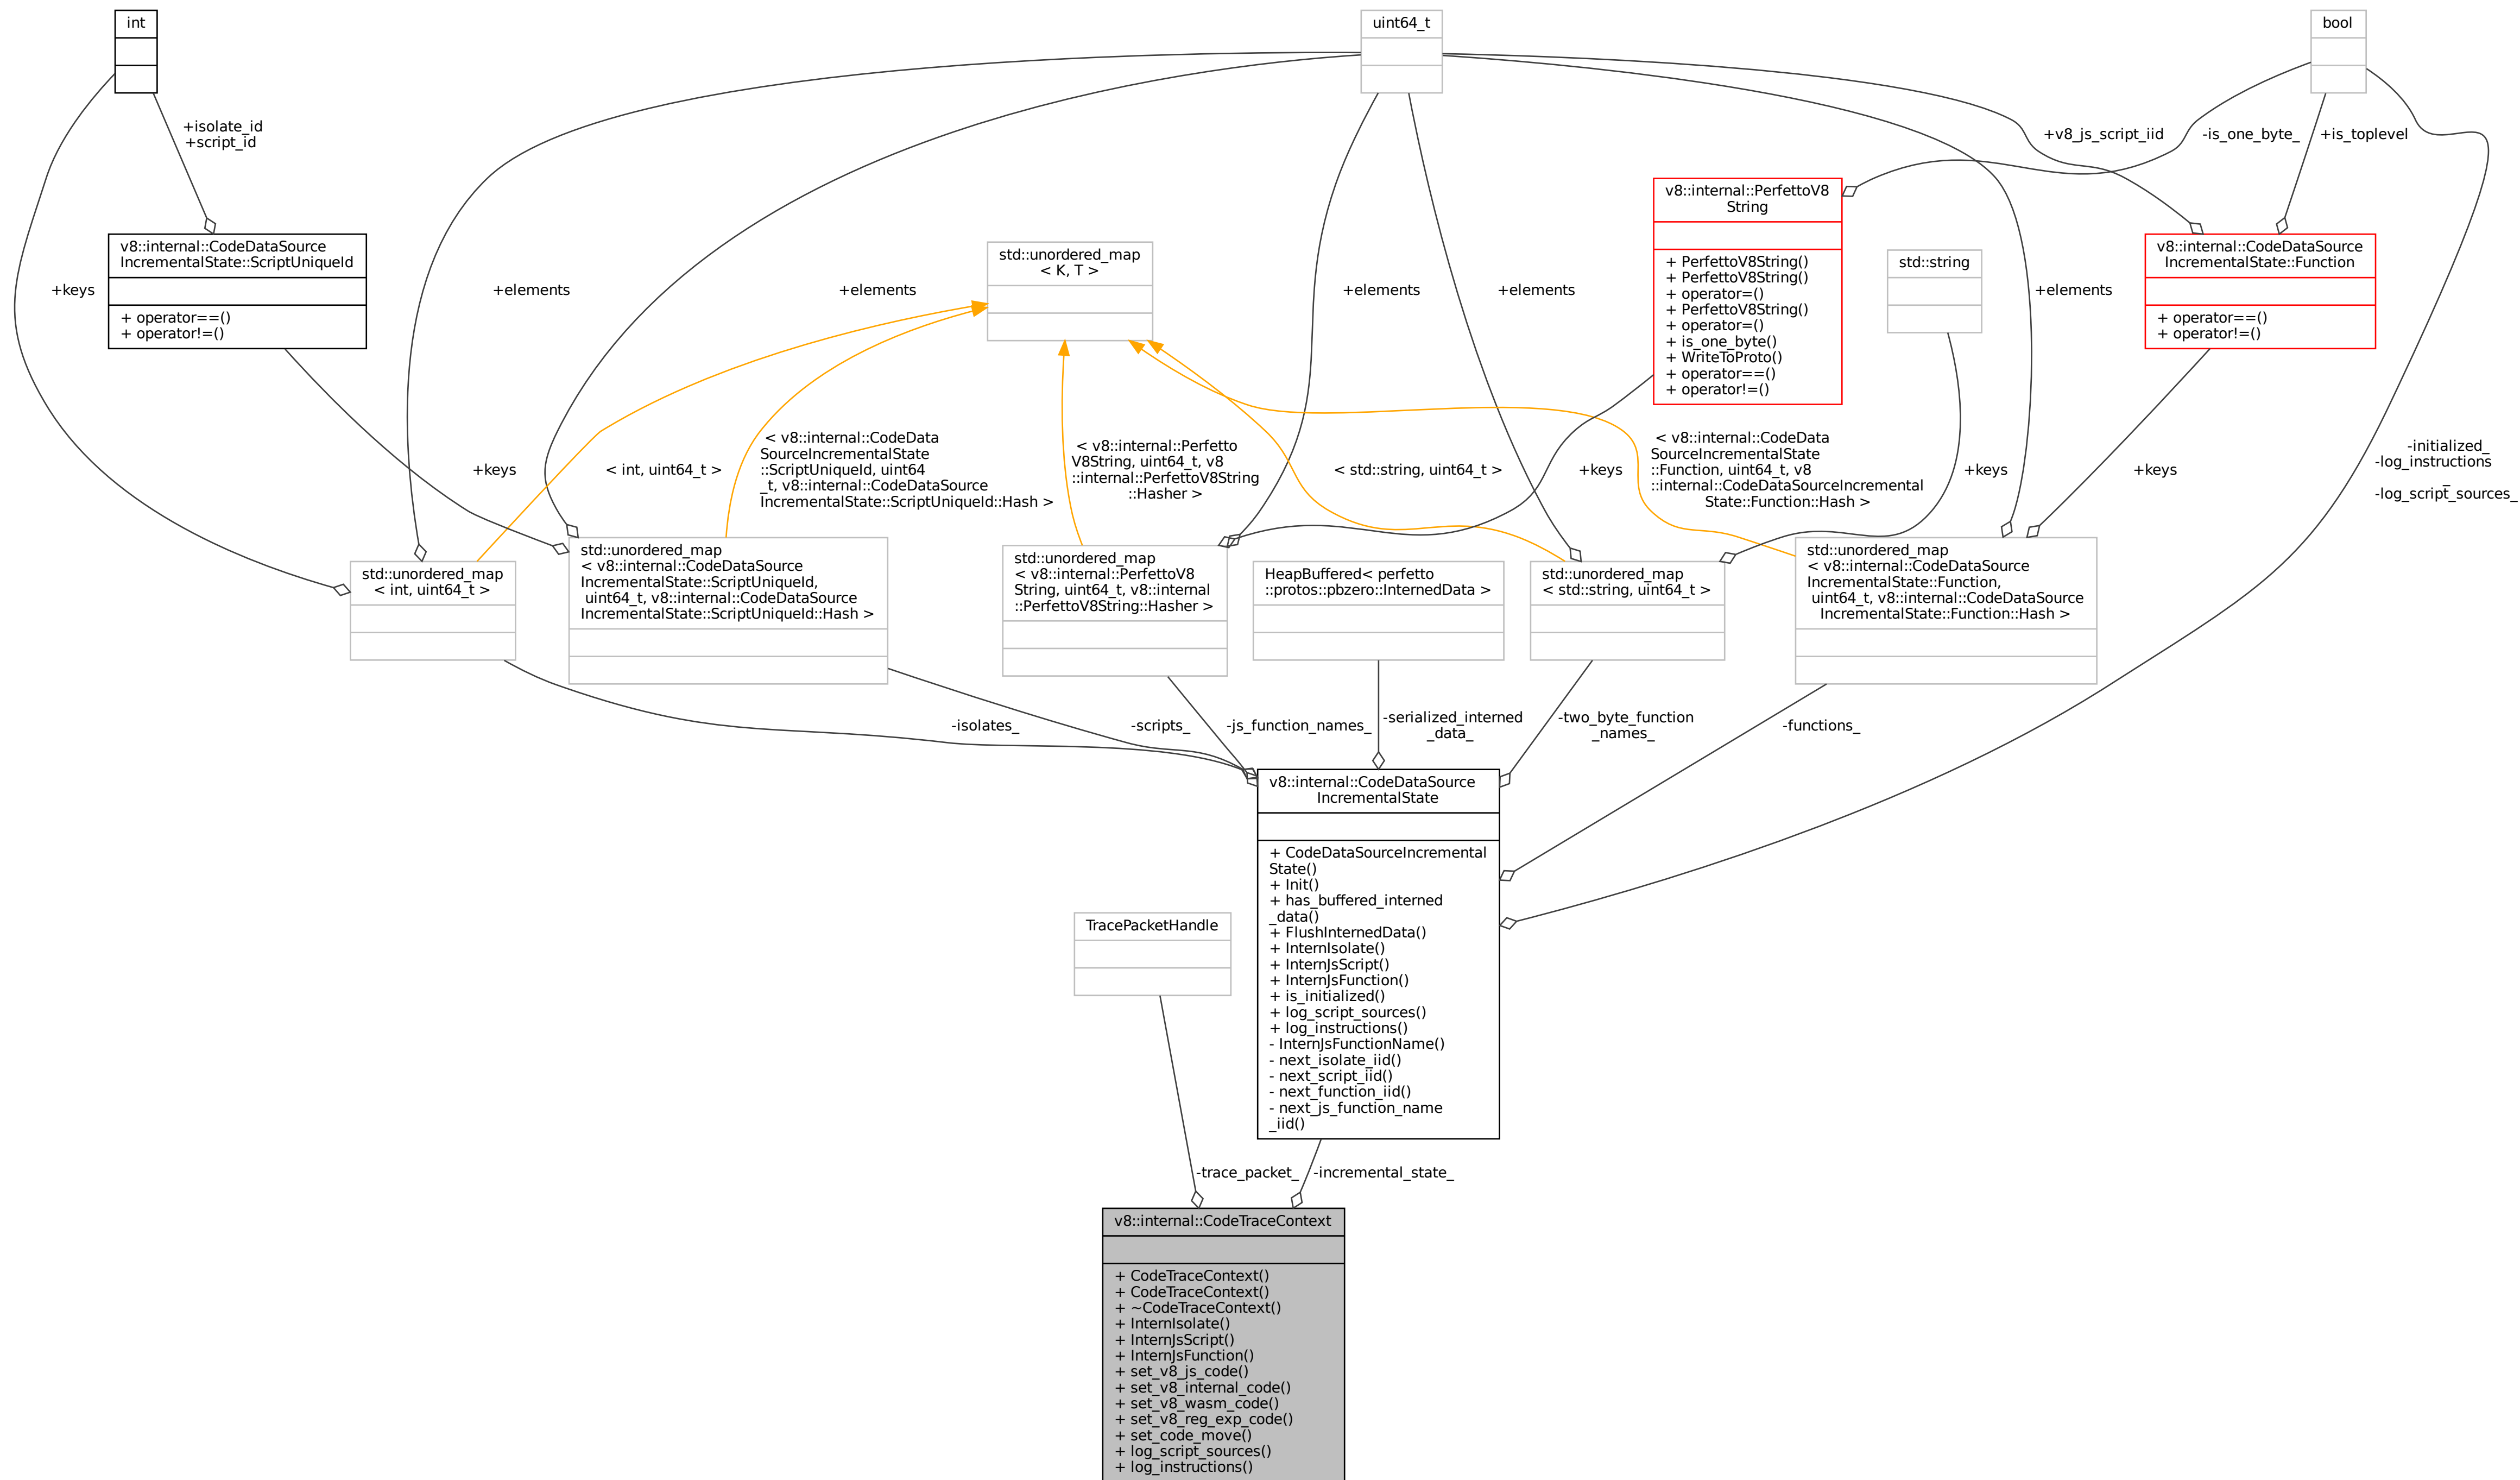 int
uint64_t
bool
+isolate_id
+script_id
+v8_js_script_iid
-is_one_byte_
+is_toplevel
v8::internal::PerfettoV8
String
+ PerfettoV8String()
+ PerfettoV8String()
+ operator=()
+ PerfettoV8String()
+ operator=()
+ is_one_byte()
+ WriteToProto()
+ operator==()
+ operator!=()
v8::internal::CodeDataSource
IncrementalState::ScriptUniqueId
+ operator==()
+ operator!=()
std::unordered_map
< K, T >
std::string
v8::internal::CodeDataSource
IncrementalState::Function
+ operator==()
+ operator!=()
+keys
+elements
+elements
+elements
+elements
+elements
+keys
< int, uint64_t >
< v8::internal::CodeData
SourceIncrementalState
::ScriptUniqueId, uint64
_t, v8::internal::CodeDataSource
IncrementalState::ScriptUniqueId::Hash >
< v8::internal::Perfetto
V8String, uint64_t, v8
::internal::PerfettoV8String
::Hasher >
< std::string, uint64_t >
+keys
< v8::internal::CodeData
SourceIncrementalState
::Function, uint64_t, v8
::internal::CodeDataSourceIncremental
State::Function::Hash >
+keys
+keys
-initialized_
-log_instructions
_
-log_script_sources_
std::unordered_map
< int, uint64_t >
std::unordered_map
< v8::internal::CodeDataSource
IncrementalState::ScriptUniqueId,
uint64_t, v8::internal::CodeDataSource
IncrementalState::ScriptUniqueId::Hash >
std::unordered_map
< v8::internal::PerfettoV8
String, uint64_t, v8::internal
::PerfettoV8String::Hasher >
HeapBuffered< perfetto
::protos::pbzero::InternedData >
std::unordered_map
< std::string, uint64_t >
std::unordered_map
< v8::internal::CodeDataSource
IncrementalState::Function,
uint64_t, v8::internal::CodeDataSource
IncrementalState::Function::Hash >
-isolates_
-scripts_
-js_function_names_
-serialized_interned
_data_
-two_byte_function
_names_
-functions_
v8::internal::CodeDataSource
IncrementalState
+ CodeDataSourceIncremental
State()
+ Init()
+ has_buffered_interned
_data()
+ FlushInternedData()
+ InternIsolate()
+ InternJsScript()
+ InternJsFunction()
+ is_initialized()
+ log_script_sources()
+ log_instructions()
- InternJsFunctionName()
- next_isolate_iid()
- next_script_iid()
- next_function_iid()
- next_js_function_name
_iid()
TracePacketHandle
-trace_packet_
-incremental_state_
v8::internal::CodeTraceContext
+ CodeTraceContext()
+ CodeTraceContext()
+ ~CodeTraceContext()
+ InternIsolate()
+ InternJsScript()
+ InternJsFunction()
+ set_v8_js_code()
+ set_v8_internal_code()
+ set_v8_wasm_code()
+ set_v8_reg_exp_code()
+ set_code_move()
+ log_script_sources()
+ log_instructions()